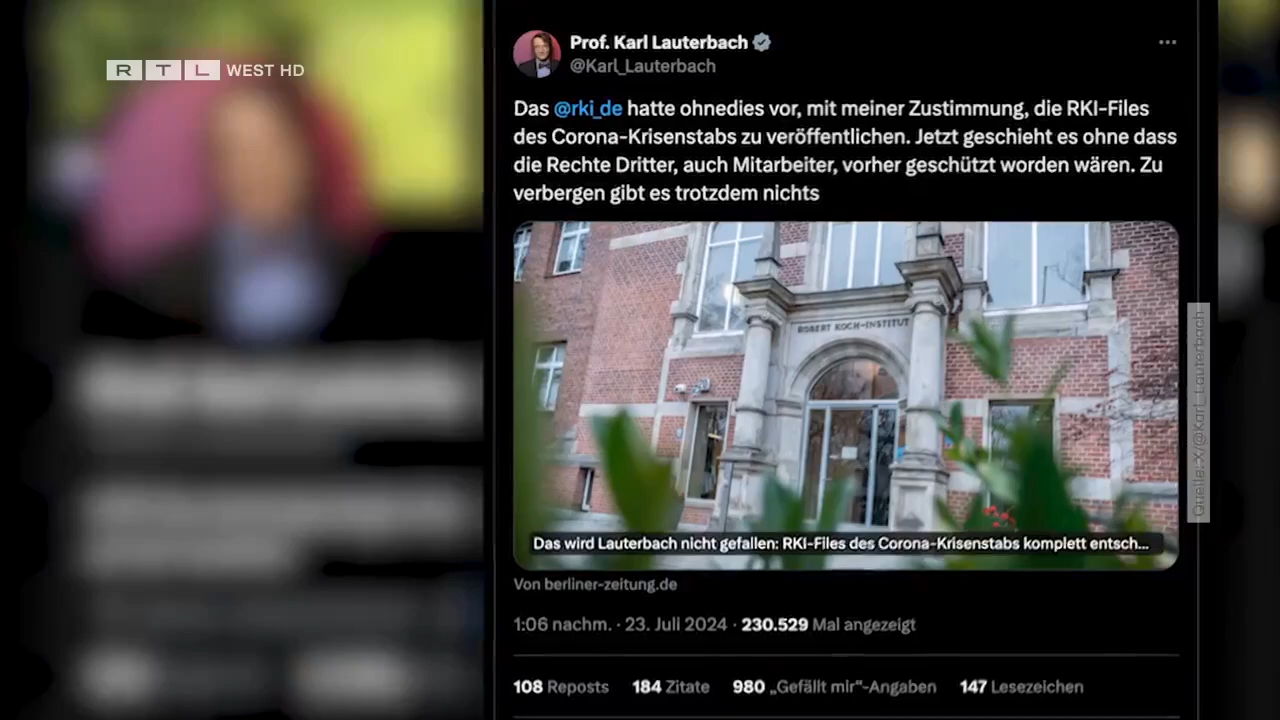 RTL WEST HD
Prof. Karl Lauterbach
@Karl_Lauterbach
Das @rki_de hatte ohnedies vor, mit meiner Zustimmung, die RKI-Files
des Corona-Krisenstabs zu veröffentlichen. Jetzt geschieht es ohne dass
die Rechte Dritter, auch Mitarbeiter, vorher geschützt worden wären. Zu
verbergen gibt es trotzdem nichts
ROBERT KOCH-INSTITUT
Das wird Lauterbach nicht gefallen: RKI-Files des Corona-Krisenstabs komplett entsch...
Von berliner-zeitung.de
1:06 nachm. · 23. Juli 2024 · 230.529 Mal angezeigt
108 Reposts 184 Zitate 980 „Gefällt mir“-Angaben 147 Lesezeichen
Quelle: X/@Karl_Lauterbach